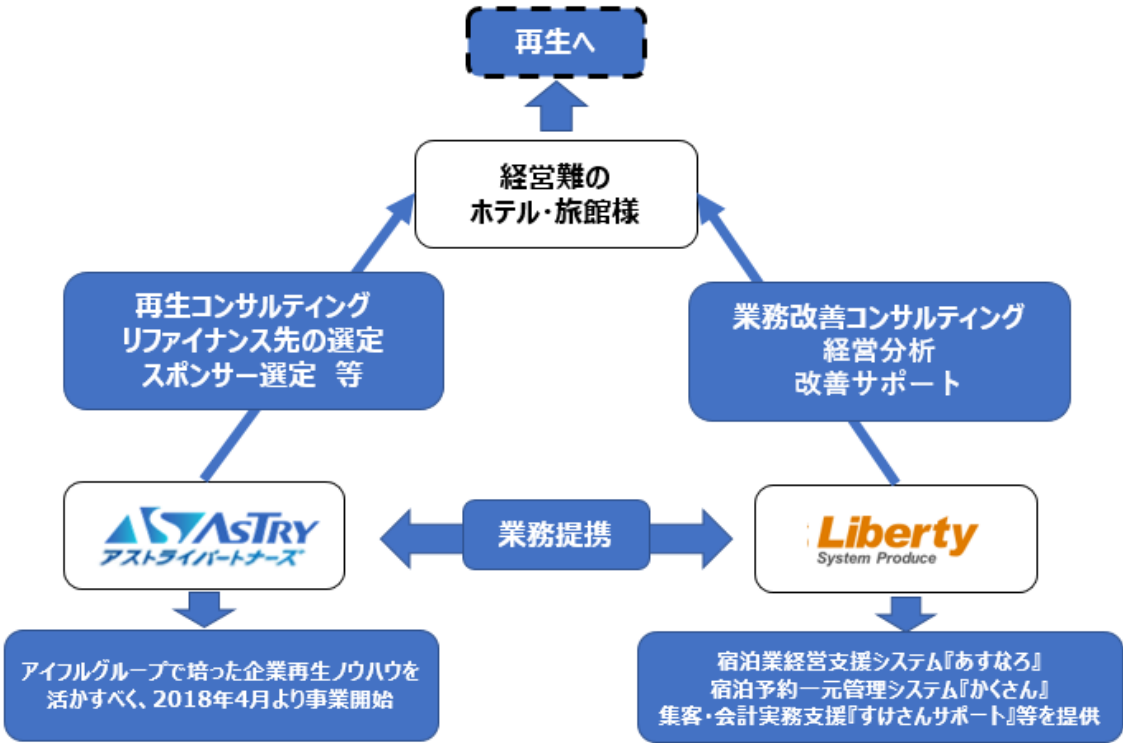 再生へ
経営難の
ホテル・旅館様
再生コンサルティング
リファイナンス先の選定
スポンサー選定　等
業務改善コンサルティング
経営分析
改善サポート
ASTRY
アストライパートナーズ
業務提携
Liberty
System Produce
アイフルグループで培った企業再生ノウハウを
活かすべく、2018年4月より事業開始
宿泊業経営支援システム『あすなろ』
宿泊予約一元管理システム『かくさん』
集客・会計実務支援『すけさんサポート』等を提供